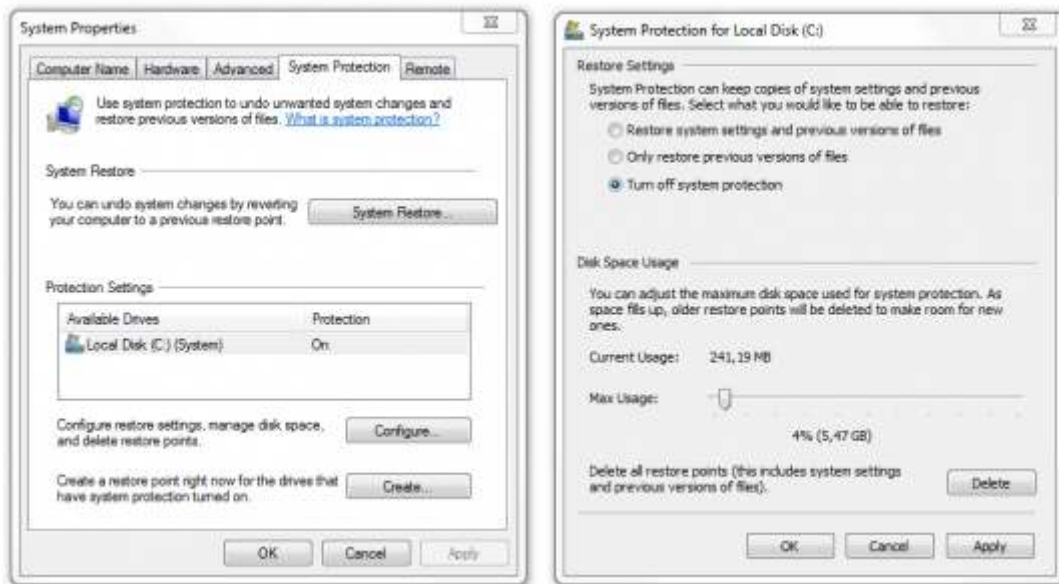 System Properties
Computer Name Hardware Advanced System Protection Remote
Use system protection to undo unwanted system changes and
restore previous versions of files. What is system protection?
System Restore
You can undo system changes by reverting
your computer to a previous restore point.
System Restore...
Protection Settings
Available Drives Protection
Local Disk (C:) (System) On
Configure restore settings, manage disk space,
and delete restore points.
Configure...
Create a restore point right now for the drives that
have system protection turned on.
Create...
OK Cancel Apply
System Protection for Local Disk (C:)
Restore Settings
System Protection can keep copies of system settings and previous
versions of files. Select what you would like to be able to restore:
Restore system settings and previous versions of files
Only restore previous versions of files
Turn off system protection
Disk Space Usage
You can adjust the maximum disk space used for system protection. As
space fills up, older restore points will be deleted to make room for new
ones.
Current Usage: 241,19 MB
Max Usage:
4% (5,47 GB)
Delete all restore points (this includes system settings
and previous versions of files).
Delete
OK Cancel Apply